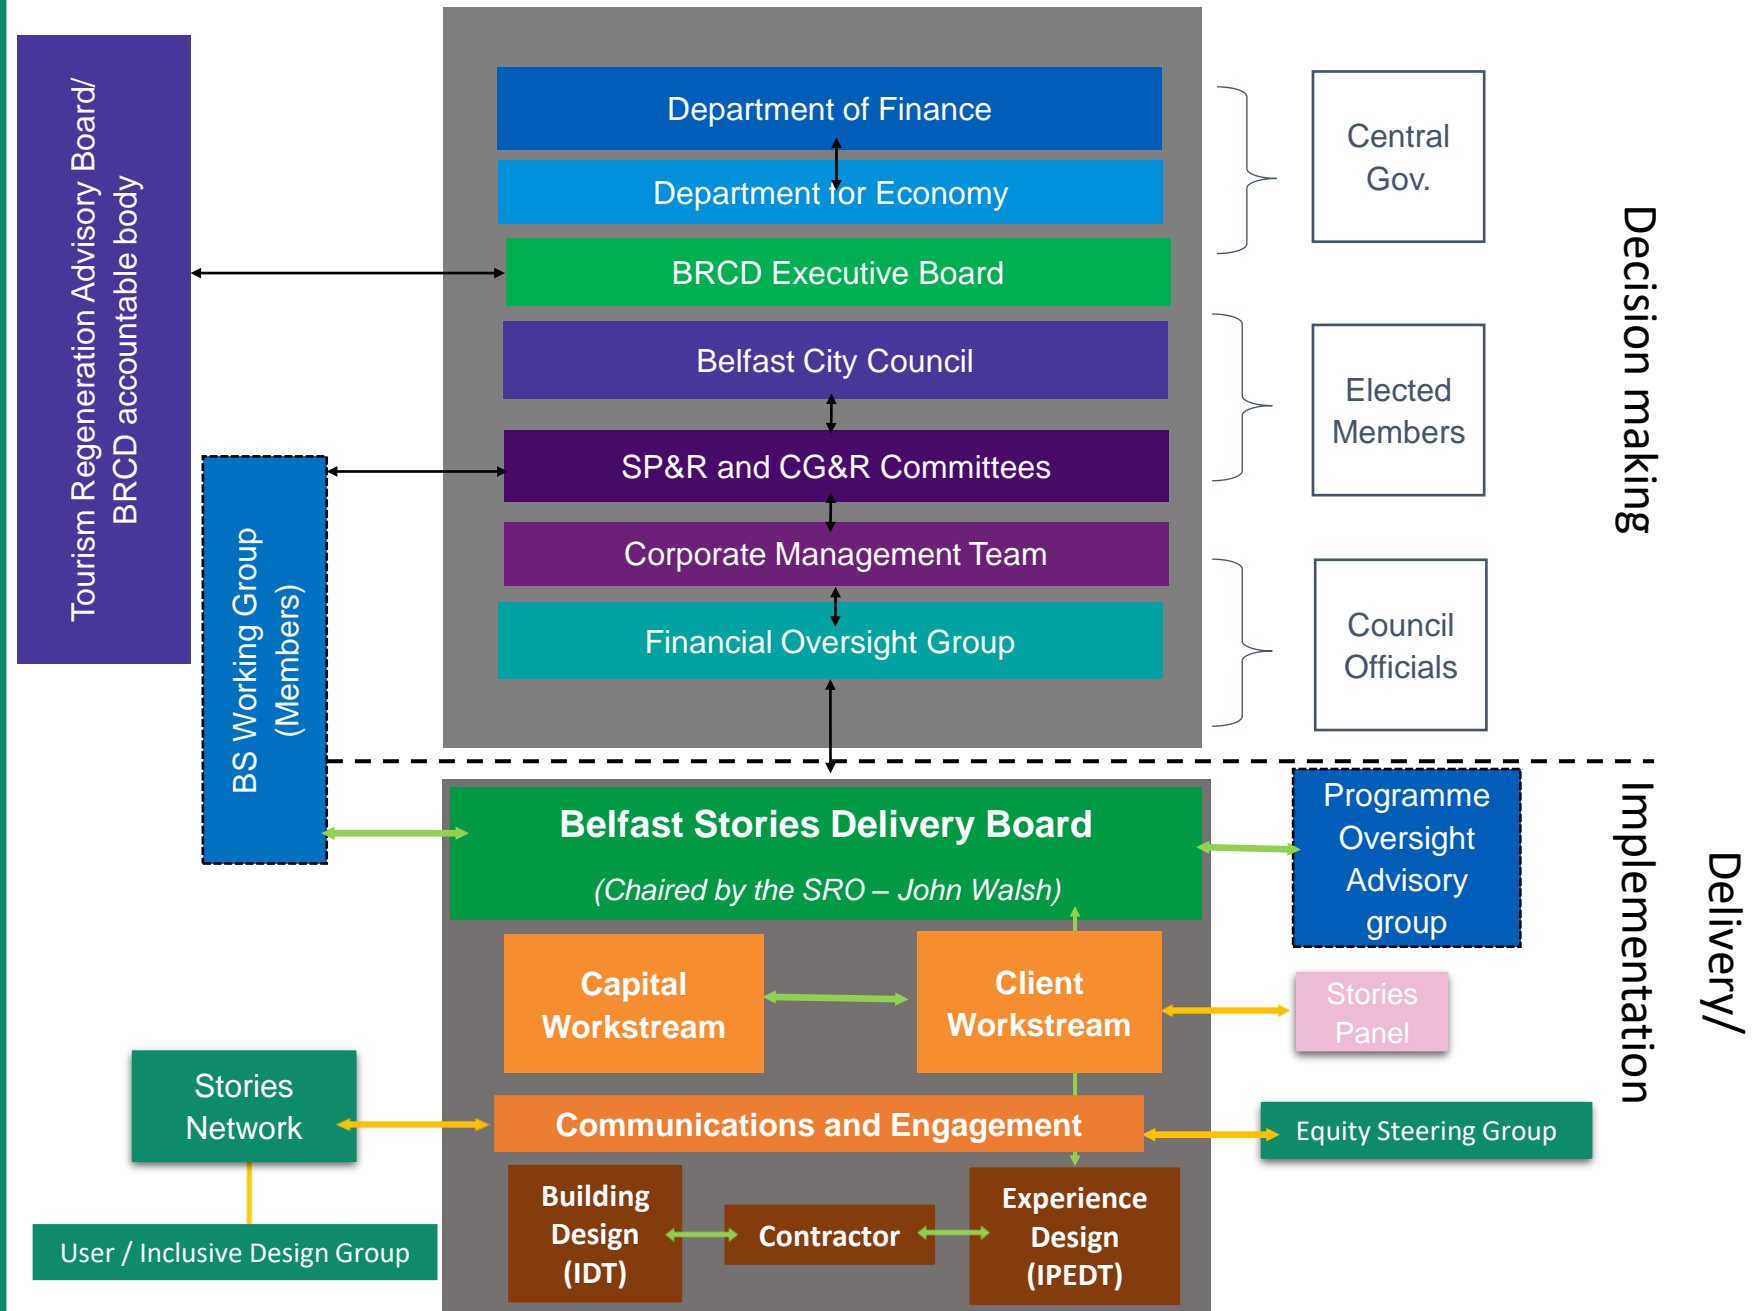 Tourism Regeneration Advisory Board/
BRCD accountable body
BS Working Group
(Members)
Department of Finance
Department for Economy
BRCD Executive Board
Belfast City Council
SP&R and CG&R Committees
Corporate Management Team
Financial Oversight Group
Central
Gov.
Elected
Members
Council
Officials
Decision making
Belfast Stories Delivery Board
(Chaired by the SRO – John Walsh)
Programme
Oversight
Advisory
group
Delivery/
Implementation
Capital
Workstream
Client
Workstream
Stories
Panel
Stories
Network
Communications and Engagement
Equity Steering Group
User / Inclusive Design Group
Building
Design
(IDT)
Contractor
Experience
Design
(IPEDT)